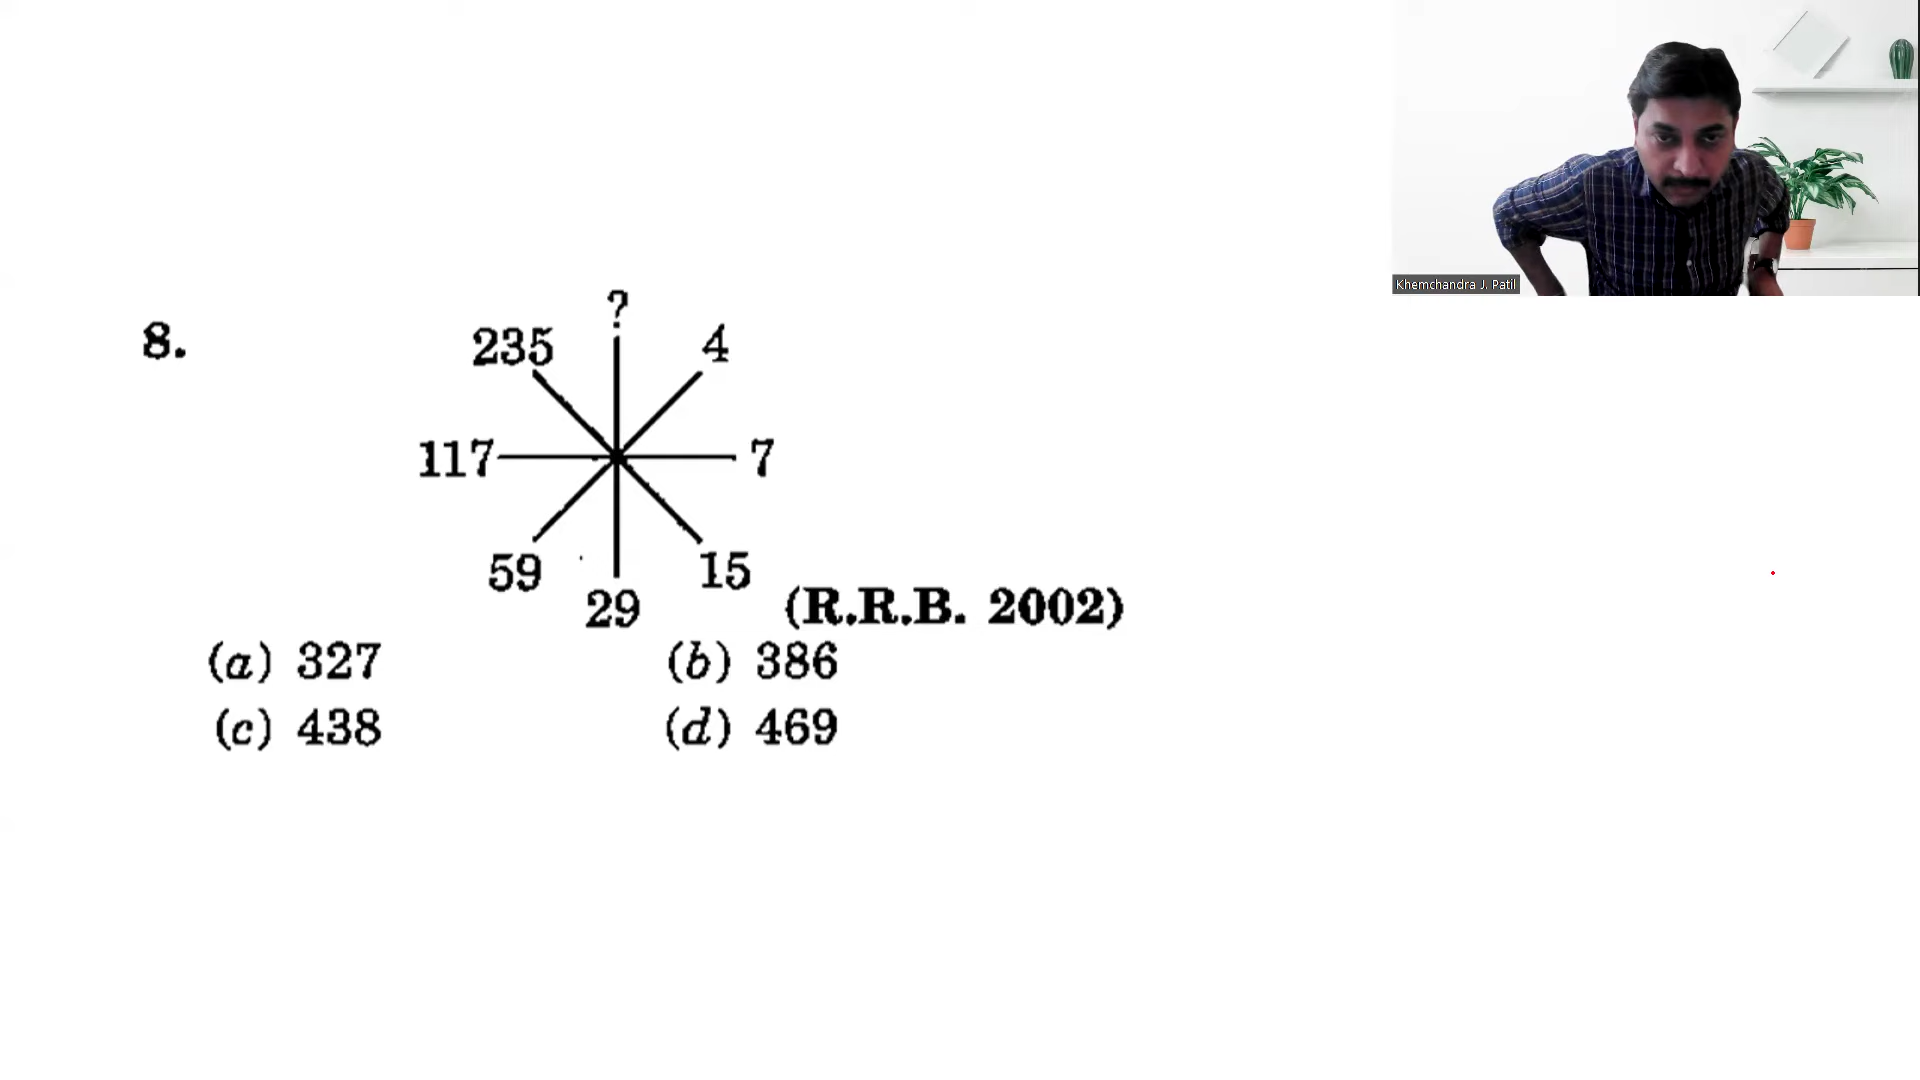 Khemchandra J. Patil
8.
?
235 4
117 7
59 15
29
(R.R.B. 2002)
(a) 327 (b) 386
(c) 438 (d) 469